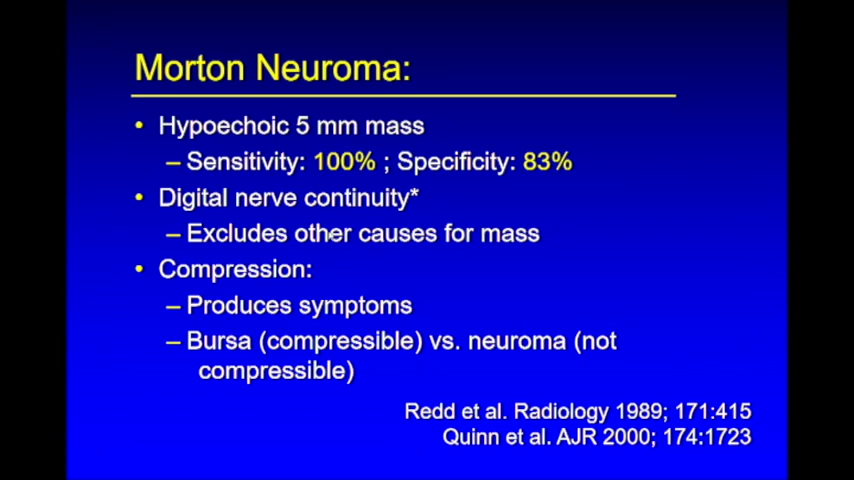 Morton Neuroma:
• Hypoechoic 5 mm mass
– Sensitivity: 100% ; Specificity: 83%
• Digital nerve continuity*
– Excludes other causes for mass
• Compression:
– Produces symptoms
– Bursa (compressible) vs. neuroma (not
compressible)
Redd et al. Radiology 1989; 171:415
Quinn et al. AJR 2000; 174:1723